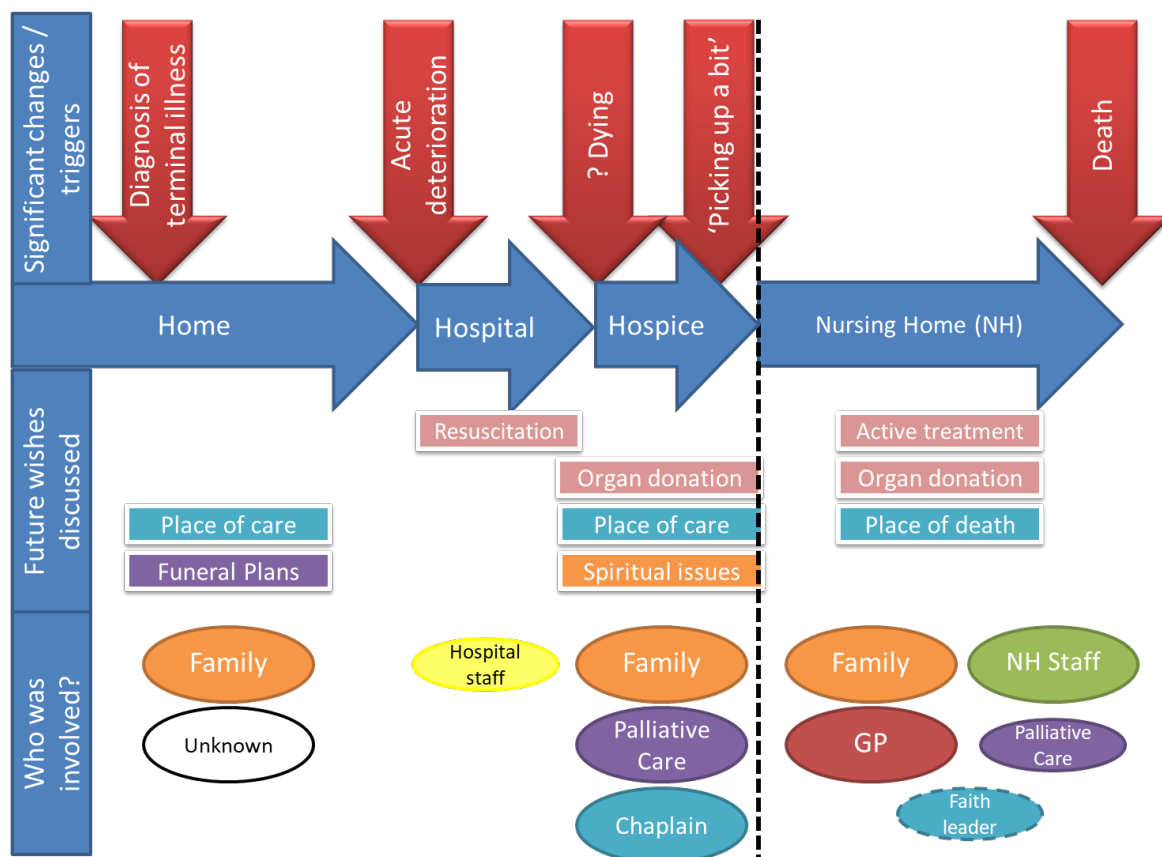 Significant changes /
triggers
Diagnosis of
terminal illness
Acute
deterioration
? Dying
‘Picking up a bit’
Death
Home
Hospital
Hospice
Nursing Home (NH)
Future wishes
discussed
Resuscitation
Active treatment
Organ donation
Organ donation
Place of care
Place of care
Place of death
Funeral Plans
Spiritual issues
Who was
involved?
Family
Hospital
staff
Family
Family
NH Staff
Unknown
Palliative
Care
GP
Palliative
Care
Chaplain
Faith
leader